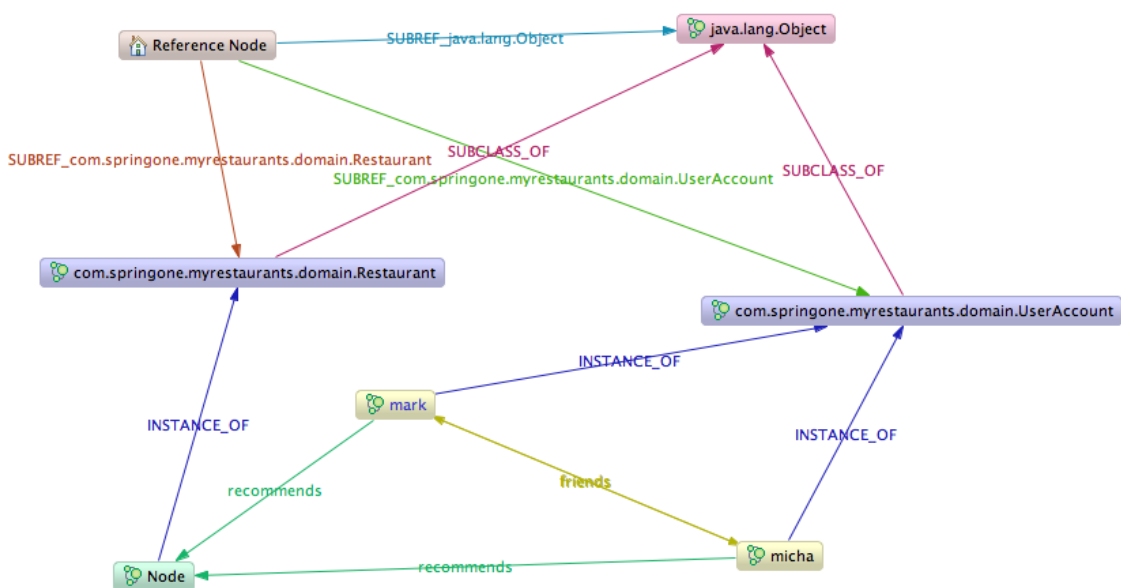 java.lang.Object
Reference Node
SUBREF_java.lang.Object
SUBREF_com.springone.myrestaurants.domain.Restaurant
SUBCLASS_OF
SUBCLASS_OF
SUBREF_com.springone.myrestaurants.domain.UserAccount
com.springone.myrestaurants.domain.Restaurant
com.springone.myrestaurants.domain.UserAccount
INSTANCE_OF
mark
INSTANCE_OF
INSTANCE_OF
friends
recommends
micha
recommends
Node